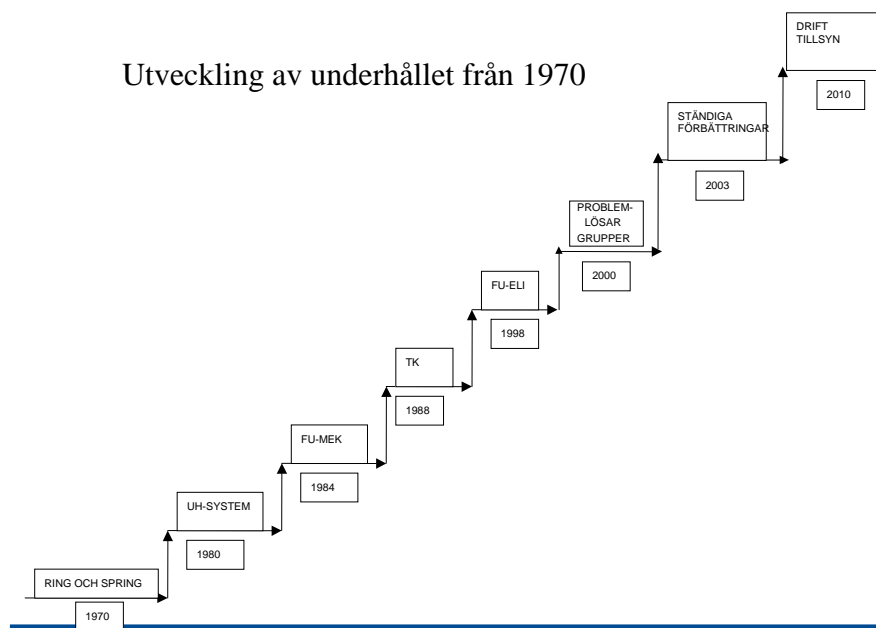 Utveckling av underhållet från 1970
DRIFT
TILLSYN
2010
STÄNDIGA
FÖRBÄTTRINGAR
2003
PROBLEM-
LÖSAR
GRUPPER
2000
FU-ELI
1998
TK
1988
FU-MEK
1984
UH-SYSTEM
1980
RING OCH SPRING
1970